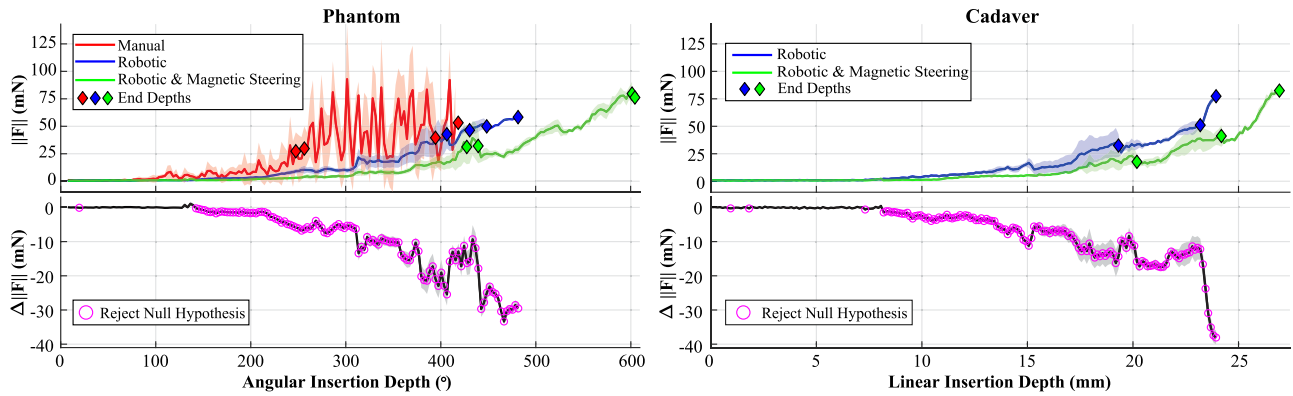 Phantom
Cadaver
||F|| (mN)
125
100
75
50
25
0
Manual
Robotic
Robotic & Magnetic Steering
End Depths
||F|| (mN)
125
100
75
50
25
0
Robotic
Robotic & Magnetic Steering
End Depths
Δ ||F|| (mN)
0
-10
-20
-30
-40
Reject Null Hypothesis
0 100 200 300 400 500 600
Angular Insertion Depth (°)
Δ ||F|| (mN)
0
-10
-20
-30
-40
Reject Null Hypothesis
0 5 10 15 20 25
Linear Insertion Depth (mm)